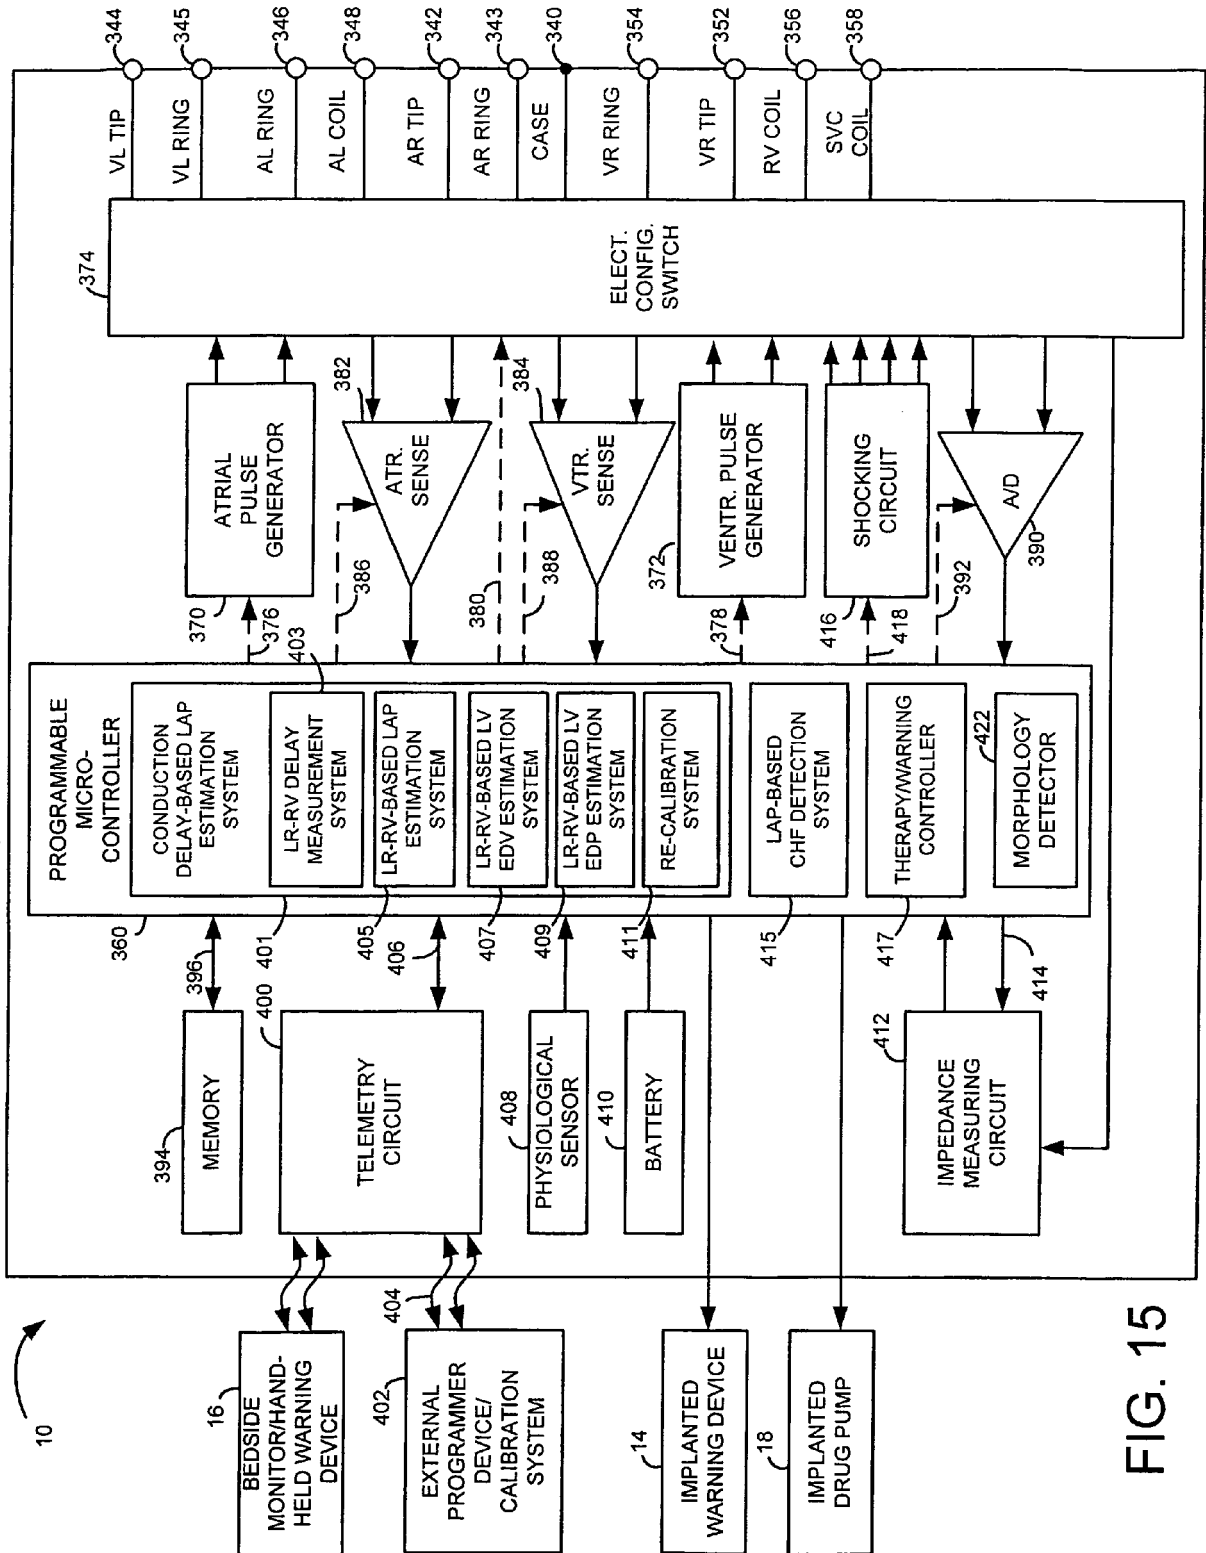 10
16
BEDSIDE
MONITOR/HAND-
HELD WARNING
DEVICE
402
EXTERNAL
PROGRAMMER
DEVICE/
CALIBRATION
SYSTEM
404
14
IMPLANTED
WARNING DEVICE
18
IMPLANTED
DRUG PUMP
394
MEMORY
396
400
TELEMETRY
CIRCUIT
406
408
PHYSIOLOGICAL
SENSOR
410
BATTERY
412
IMPEDANCE
MEASURING
CIRCUIT
414
360
PROGRAMMABLE
MICRO-
CONTROLLER
401
CONDUCTION
DELAY-BASED LAP
ESTIMATION
SYSTEM
403
LR-RV DELAY
MEASUREMENT
SYSTEM
405
LR-RV-BASED LAP
ESTIMATION
SYSTEM
407
LR-RV-BASED LV
EDV ESTIMATION
SYSTEM
409
LR-RV-BASED LV
EDP ESTIMATION
SYSTEM
411
RE-CALIBRATION
SYSTEM
415
LAP-BASED
CHF DETECTION
SYSTEM
417
THERAPY/WARNING
CONTROLLER
422
MORPHOLOGY
DETECTOR
370
376
ATRIAL
PULSE
GENERATOR
386
382
ATR.
SENSE
380
388
384
VTR.
SENSE
372
378
VENTR. PULSE
GENERATOR
416
418
SHOCKING
CIRCUIT
392
A/D
390
374
ELECT.
CONFIG.
SWITCH
VL TIP
344
VL RING
345
AL RING
346
AL COIL
348
AR TIP
342
AR RING
343
CASE
340
VR RING
354
VR TIP
352
RV COIL
356
SVC
COIL
358
FIG. 15